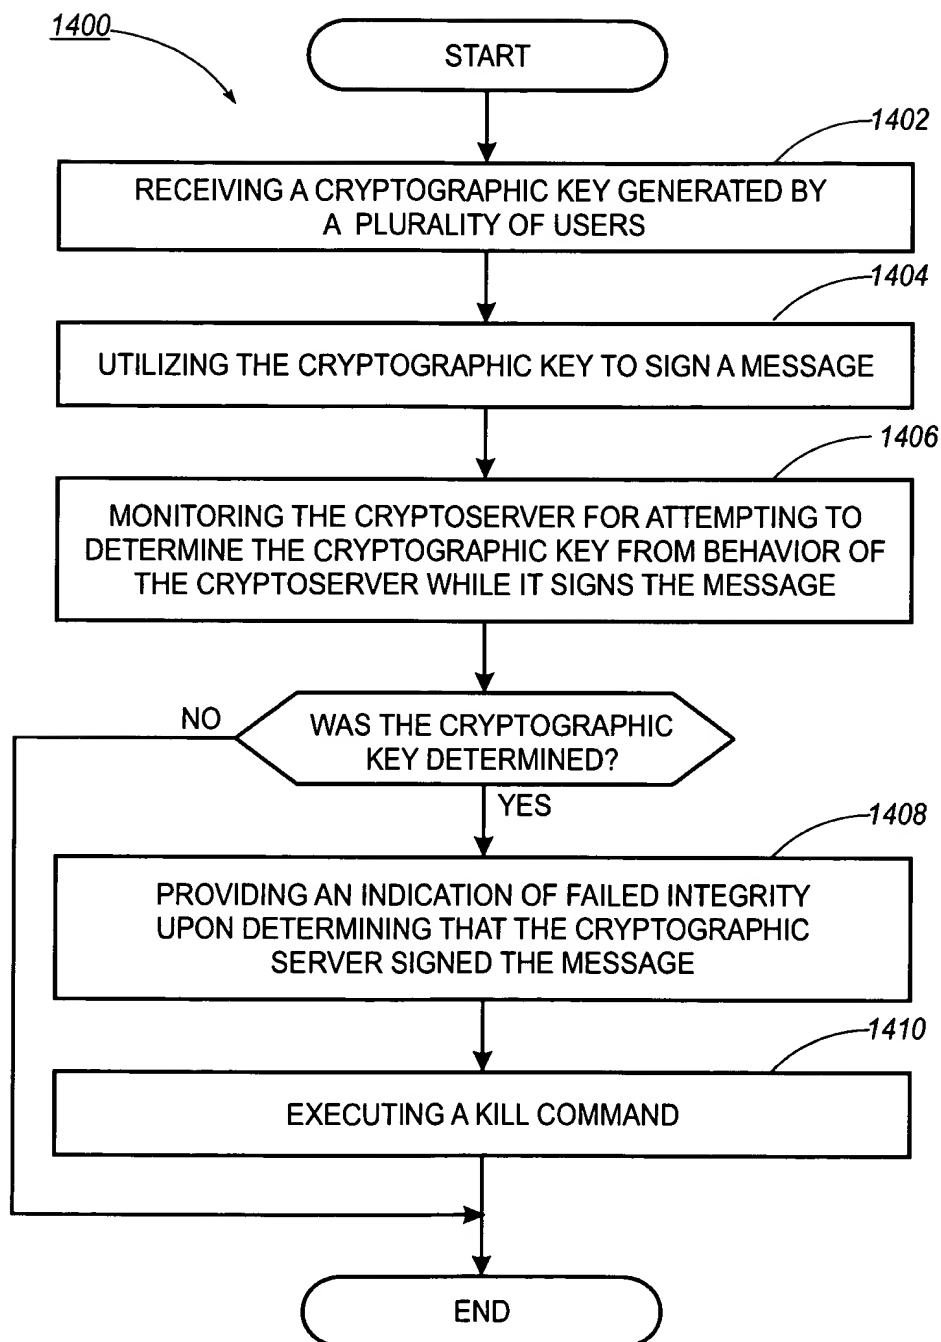 1400
START
1402
RECEIVING A CRYPTOGRAPHIC KEY GENERATED BY
A PLURALITY OF USERS
1404
UTILIZING THE CRYPTOGRAPHIC KEY TO SIGN A MESSAGE
1406
MONITORING THE CRYPTOSERVER FOR ATTEMPTING TO
DETERMINE THE CRYPTOGRAPHIC KEY FROM BEHAVIOR OF
THE CRYPTOSERVER WHILE IT SIGNS THE MESSAGE
NO
WAS THE CRYPTOGRAPHIC
KEY DETERMINED?
YES
1408
PROVIDING AN INDICATION OF FAILED INTEGRITY
UPON DETERMINING THAT THE CRYPTOGRAPHIC
SERVER SIGNED THE MESSAGE
1410
EXECUTING A KILL COMMAND
END